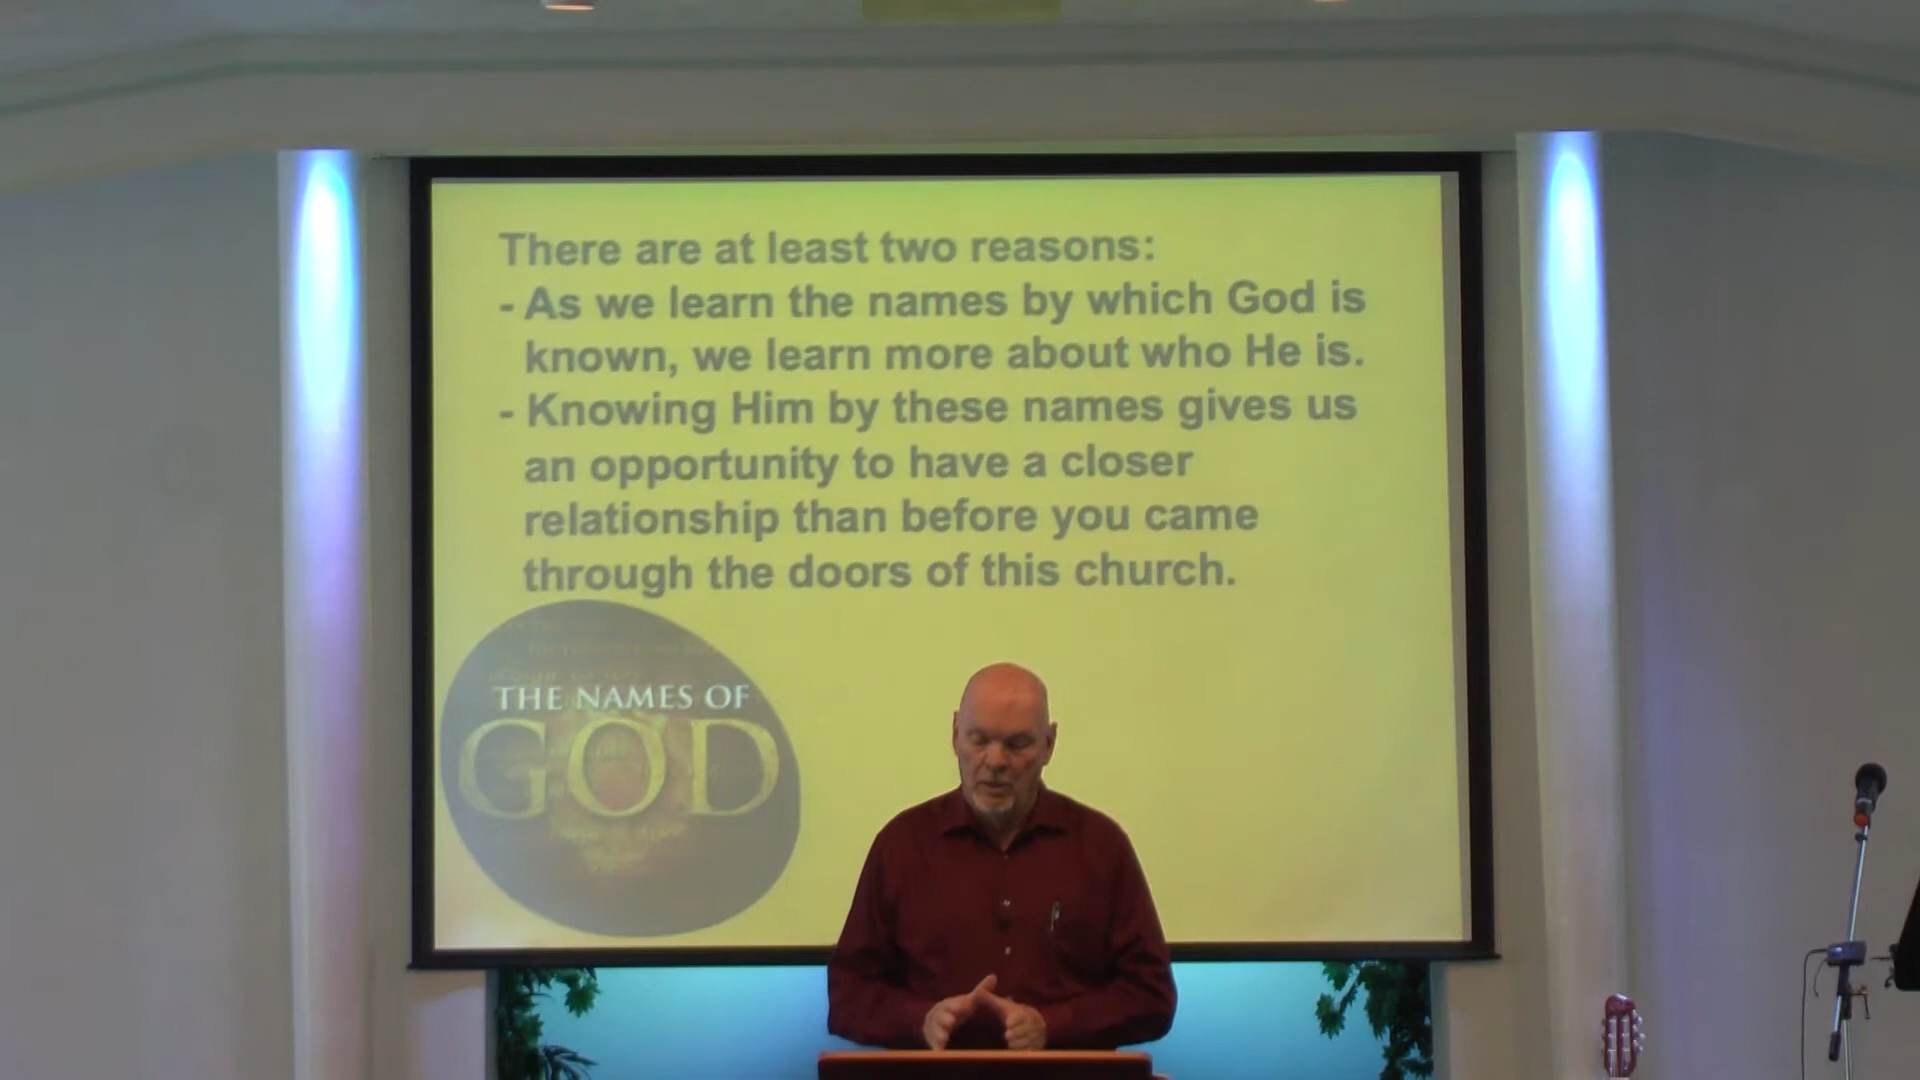 There are at least two reasons:
- As we learn the names by which God is
known, we learn more about who He is.
- Knowing Him by these names gives us
an opportunity to have a closer
relationship than before you came
through the doors of this church.
THE NAMES OF
GOD